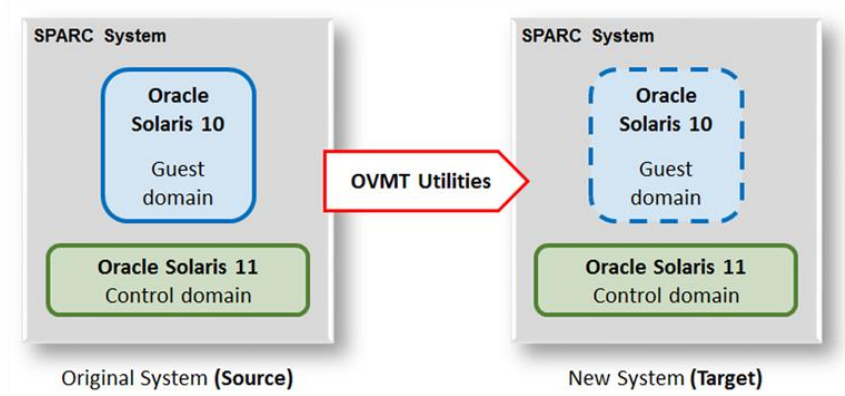 SPARC System
Oracle
Solaris 10
Guest
domain
Oracle Solaris 11
Control domain
Original System (Source)
OVMT Utilities
SPARC System
Oracle
Solaris 10
Guest
domain
Oracle Solaris 11
Control domain
New System (Target)